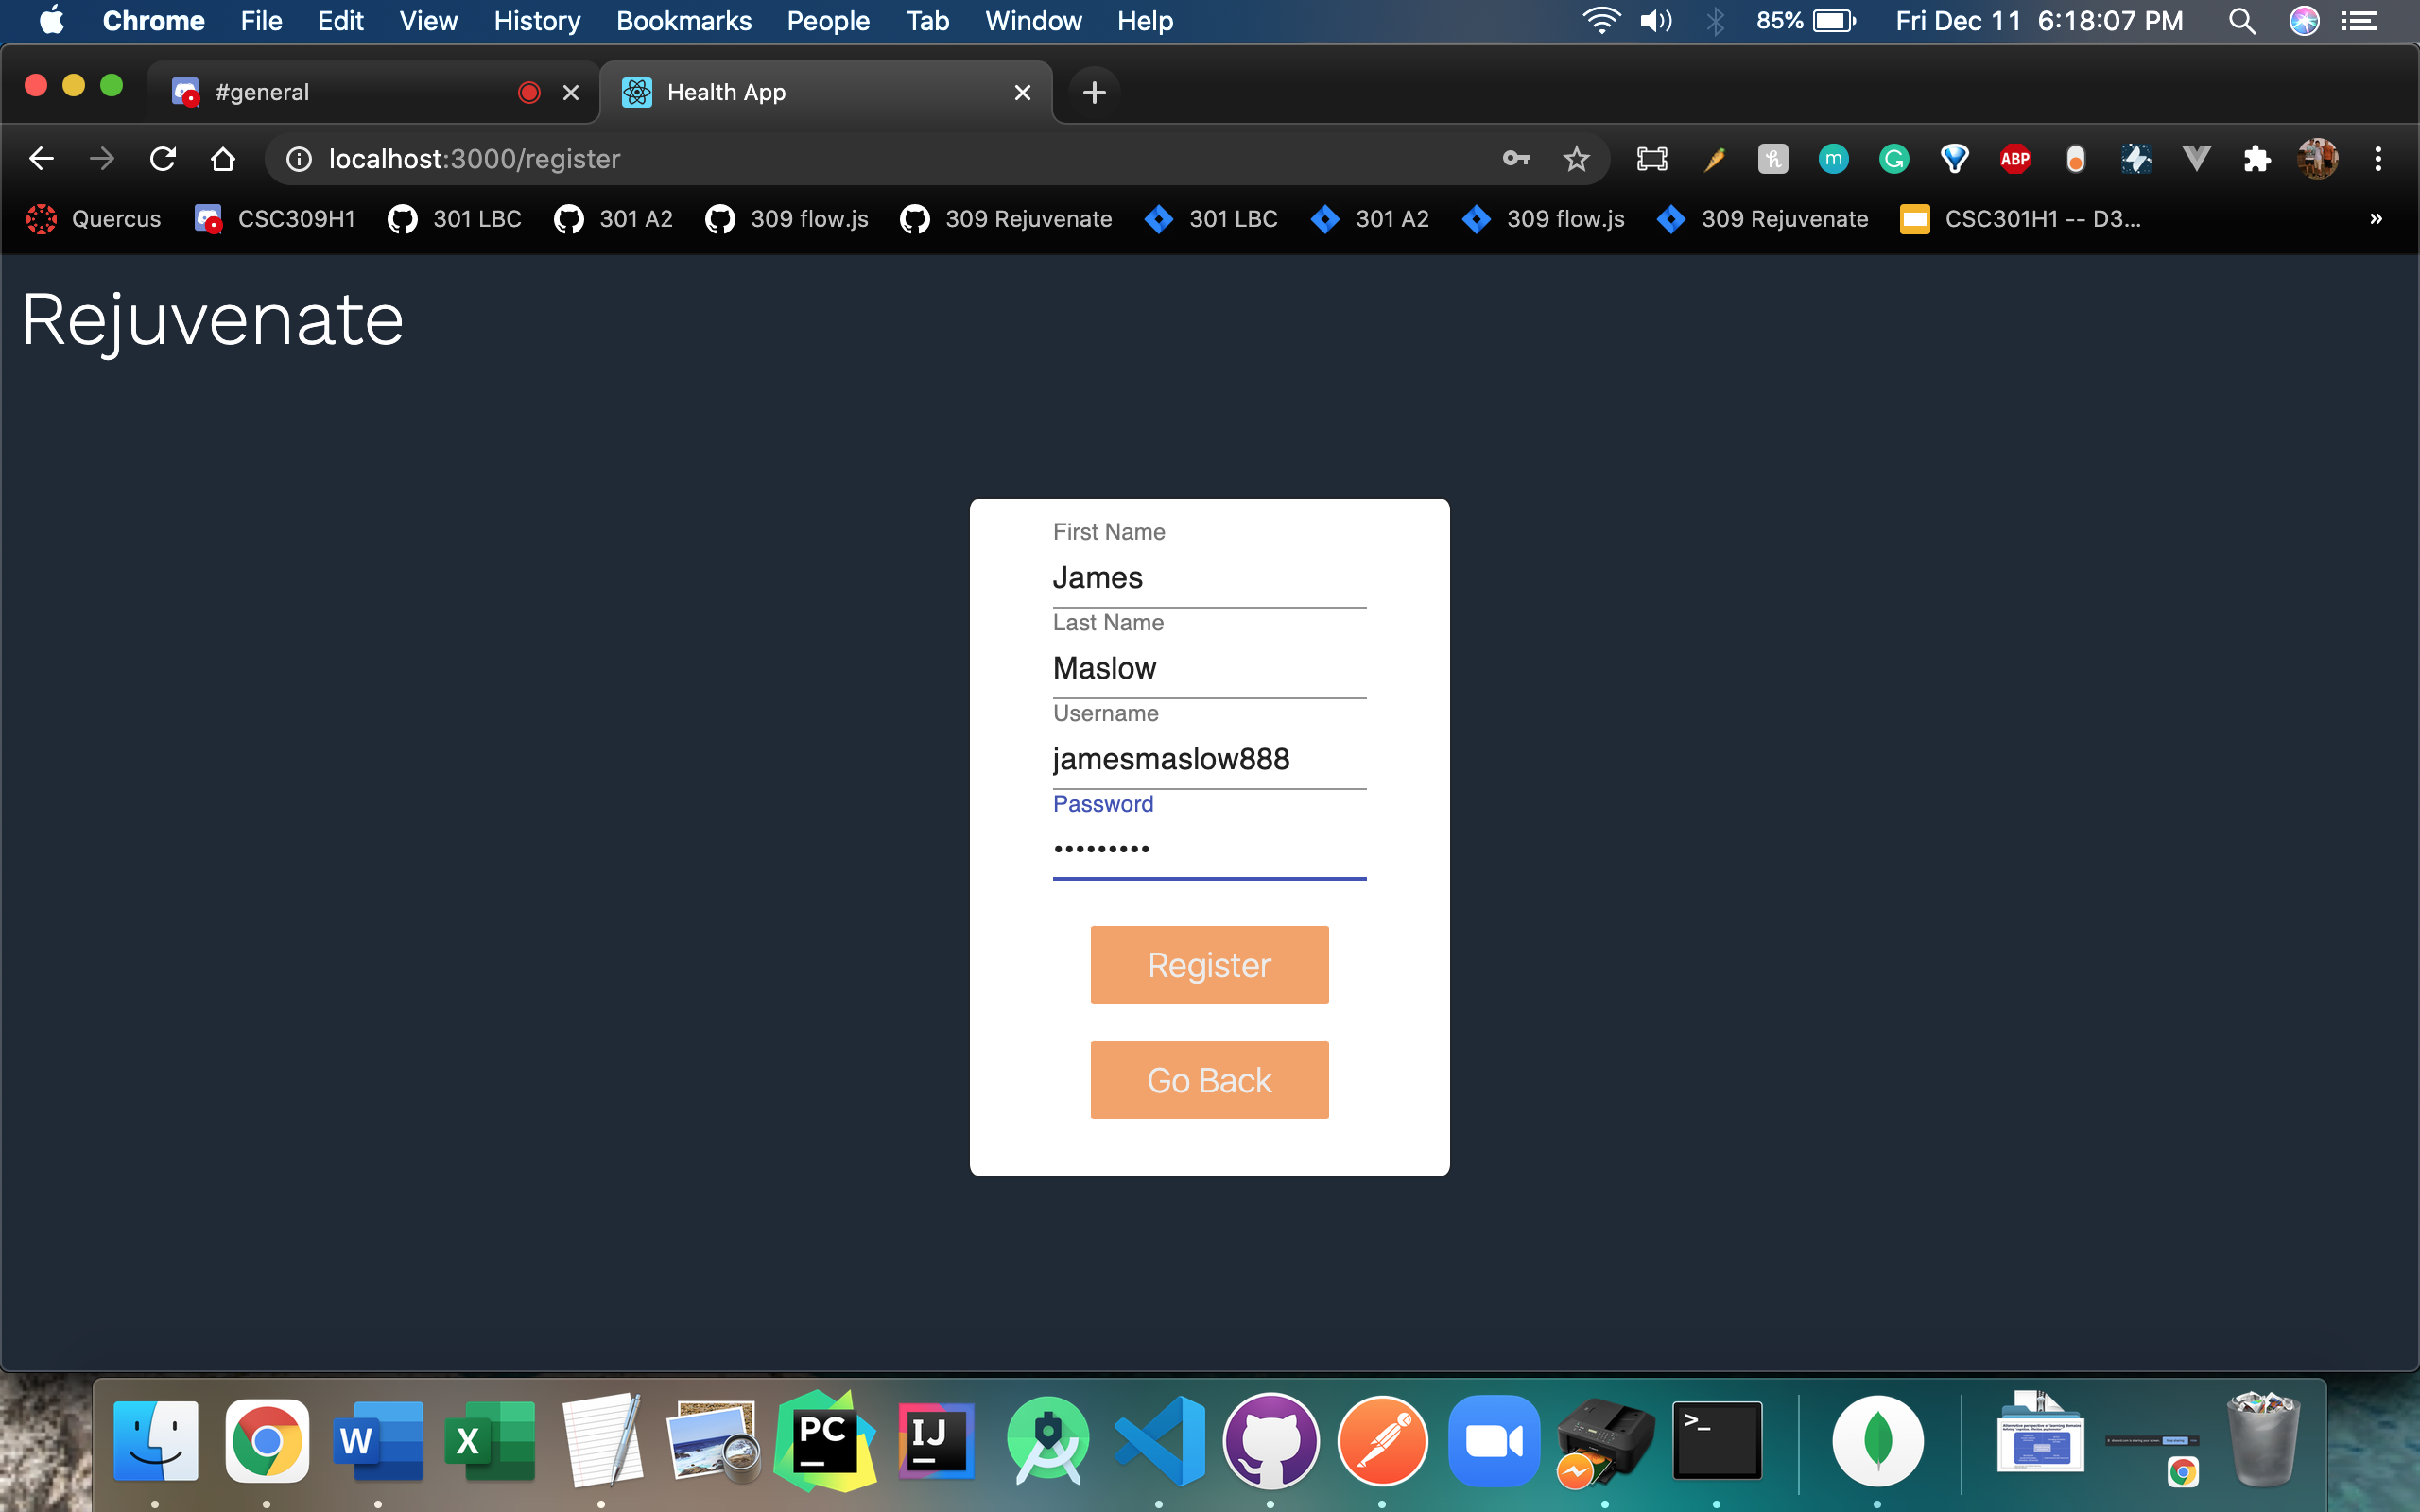 Chrome File Edit View History Bookmarks People Tab Window Help 85% Fri Dec 11 6:18:07 PM
#general Health App
localhost:3000/register ABP
Quercus CSC309H1 301 LBC 301 A2 309 flow.js 309 Rejuvenate 301 LBC 301 A2 309 flow.js 309 Rejuvenate CSC301H1 -- D3... »
Rejuvenate
First Name
James
Last Name
Maslow
Username
jamesmaslow888
Password
•••••••••
Register
Go Back
W X PC IJ >_